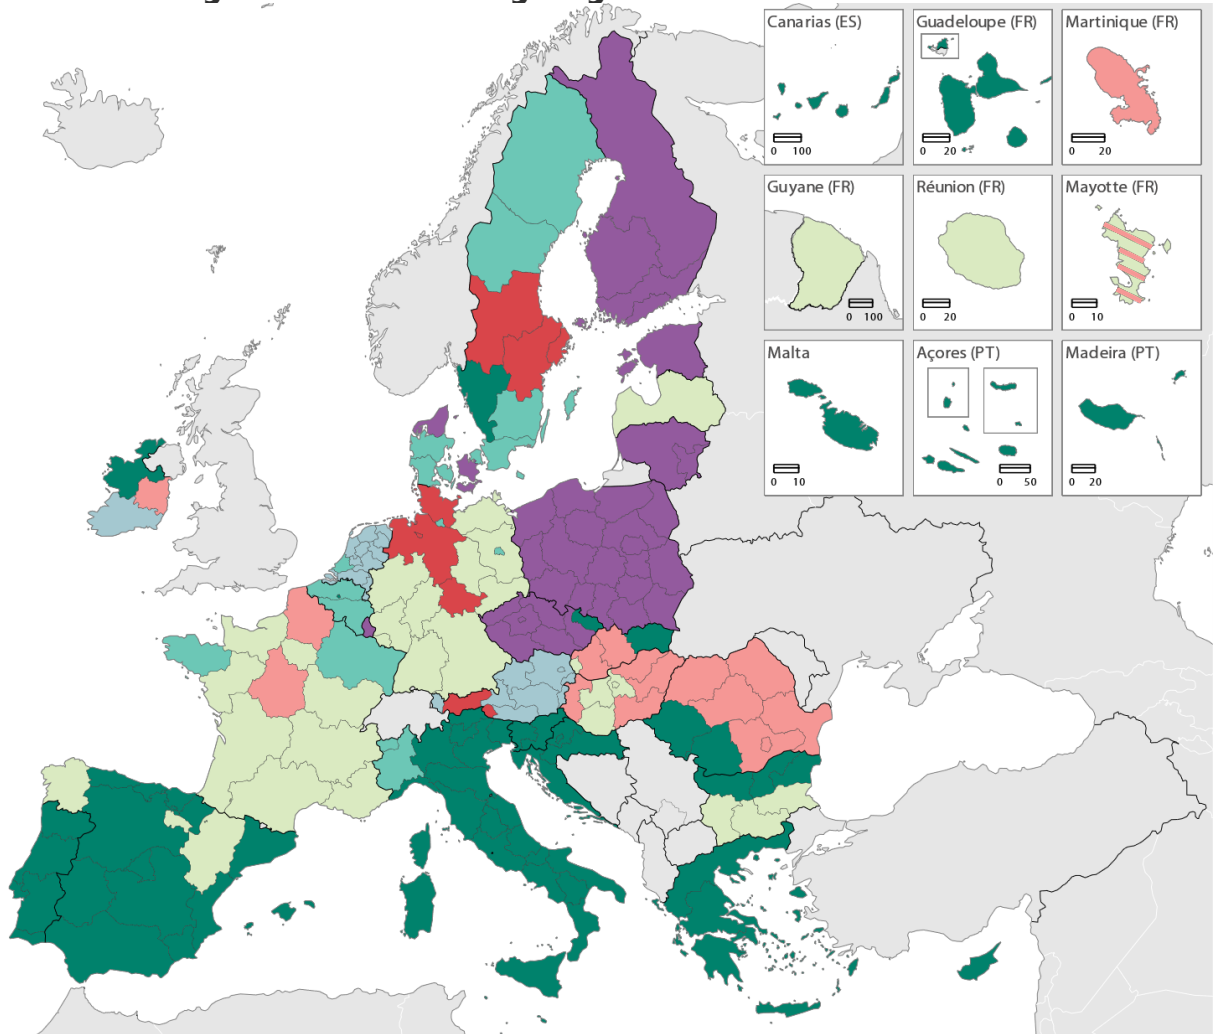 Canarias (ES)
0 100
Guadeloupe (FR)
0 20
Martinique (FR)
0 20
Guyane (FR)
0 100
Réunion (FR)
0 20
Mayotte (FR)
0 10
Malta
0 10
Açores (PT)
0 50
Madeira (PT)
0 20